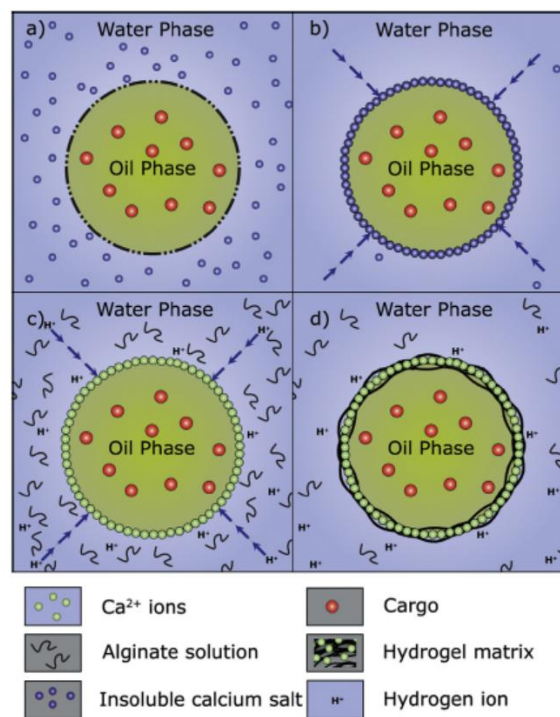 a) Water Phase
Oil Phase
b) Water Phase
Oil Phase
c) Water Phase
H⁺ H⁺
H⁺ H⁺
H⁺ H⁺
Oil Phase
H⁺ H⁺
H⁺ H⁺
H⁺ H⁺
d) Water Phase
H⁺
H⁺ H⁺
H⁺
Oil Phase
H⁺
H⁺ H⁺
H⁺ H⁺
Ca²⁺ ions
Cargo
Alginate solution
Hydrogel matrix
Insoluble calcium salt
H⁺ Hydrogen ion